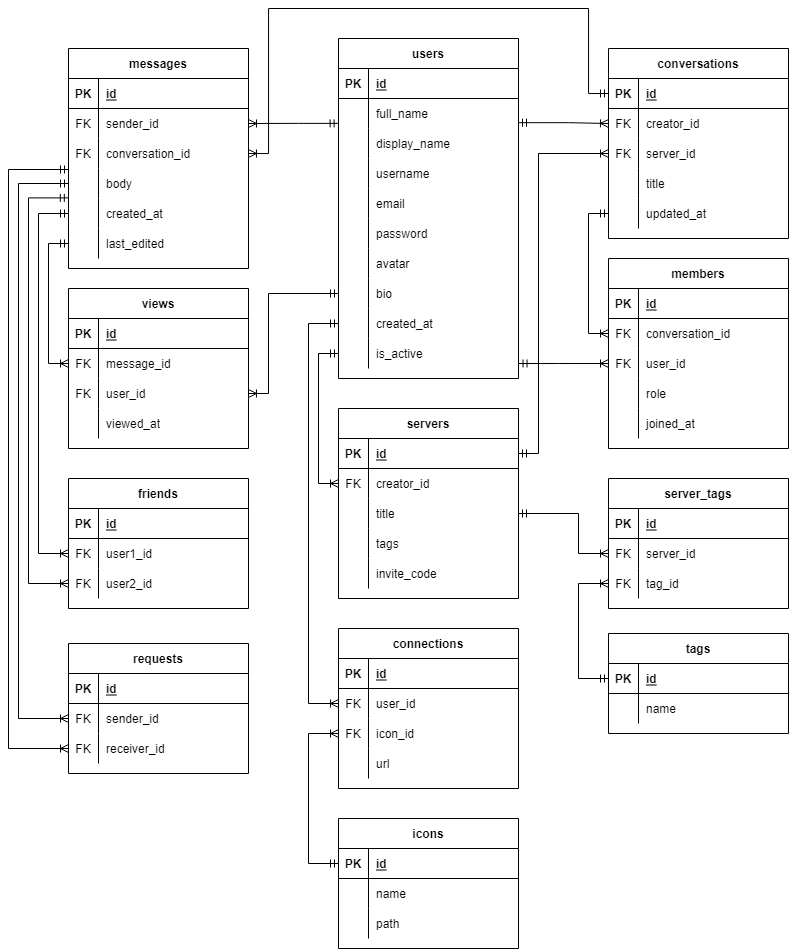 messages
PK id
FK sender_id
FK conversation_id
body
created_at
last_edited
views
PK id
FK message_id
FK user_id
viewed_at
friends
PK id
FK user1_id
FK user2_id
requests
PK id
FK sender_id
FK receiver_id
users
PK id
full_name
display_name
username
email
password
avatar
bio
created_at
is_active
servers
PK id
FK creator_id
title
tags
invite_code
connections
PK id
FK user_id
FK icon_id
url
icons
PK id
name
path
conversations
PK id
FK creator_id
FK server_id
title
updated_at
members
PK id
FK conversation_id
FK user_id
role
joined_at
server_tags
PK id
FK server_id
FK tag_id
tags
PK id
name